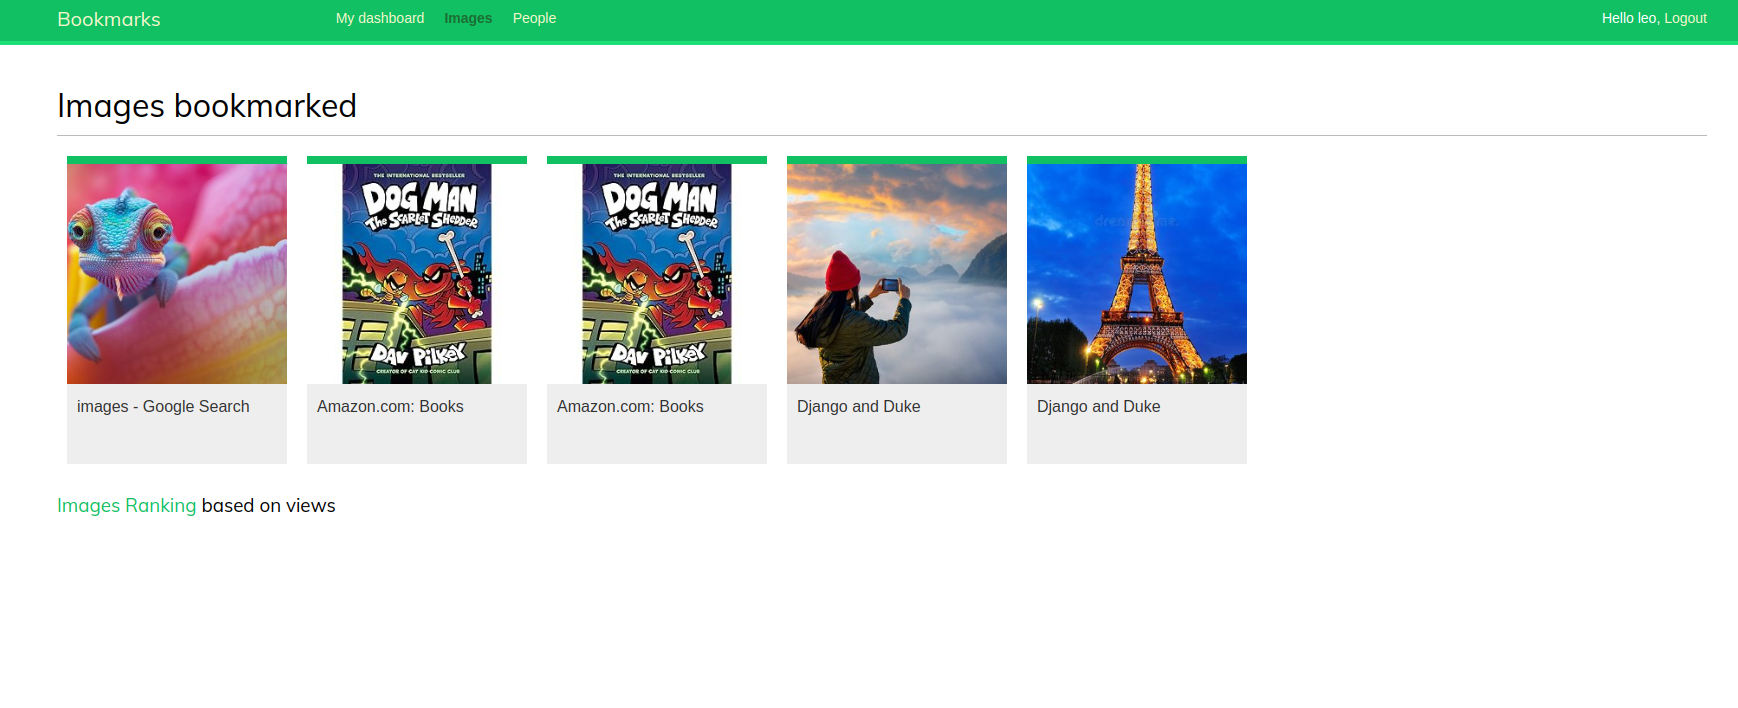 Bookmarks
My dashboard Images People
Hello leo, Logout
Images bookmarked
THE INTERNATIONAL BESTSELLER
DOG MAN
The Scarlet Shedder
DAV PILKEY
CREATOR OF CAT KID COMIC CLUB
THE INTERNATIONAL BESTSELLER
DOG MAN
The Scarlet Shedder
DAV PILKEY
CREATOR OF CAT KID COMIC CLUB
images - Google Search
Amazon.com: Books
Amazon.com: Books
Django and Duke
Django and Duke
Images Ranking based on views